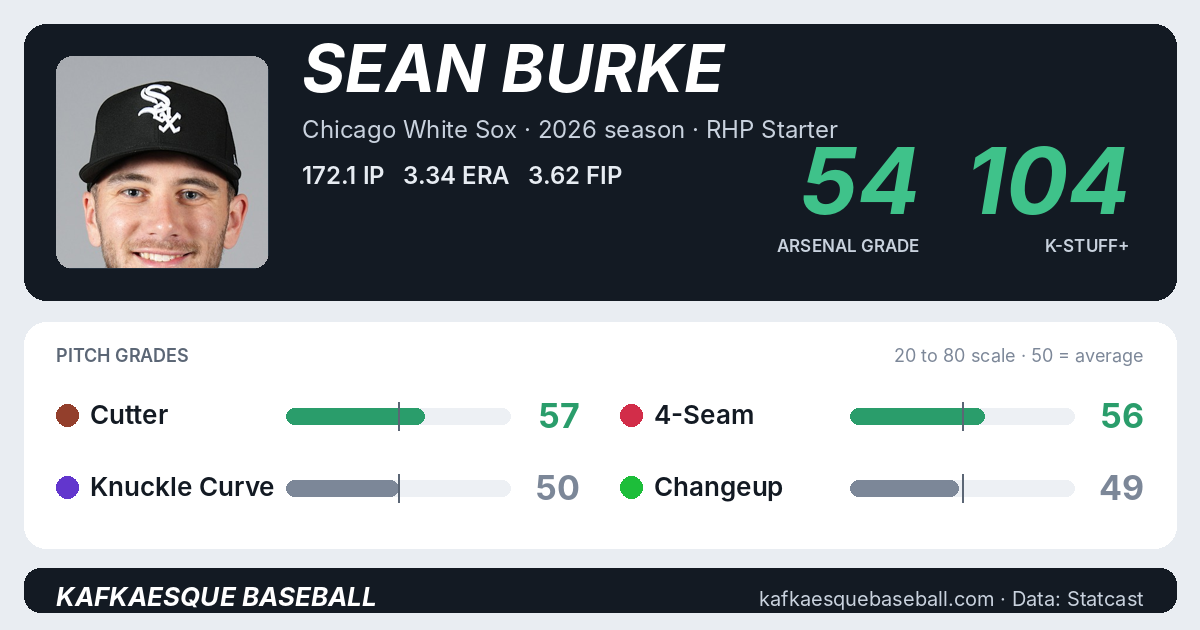 SEAN BURKE
Chicago White Sox · 2026 season · RHP Starter
172.1 IP 3.34 ERA 3.62 FIP
54 104
ARSENAL GRADE K-STUFF+
PITCH GRADES 20 to 80 scale · 50 = average
Cutter 57 4-Seam 56
Knuckle Curve 50 Changeup 49
KAFKAESQUE BASEBALL kafkaesquebaseball.com · Data: Statcast